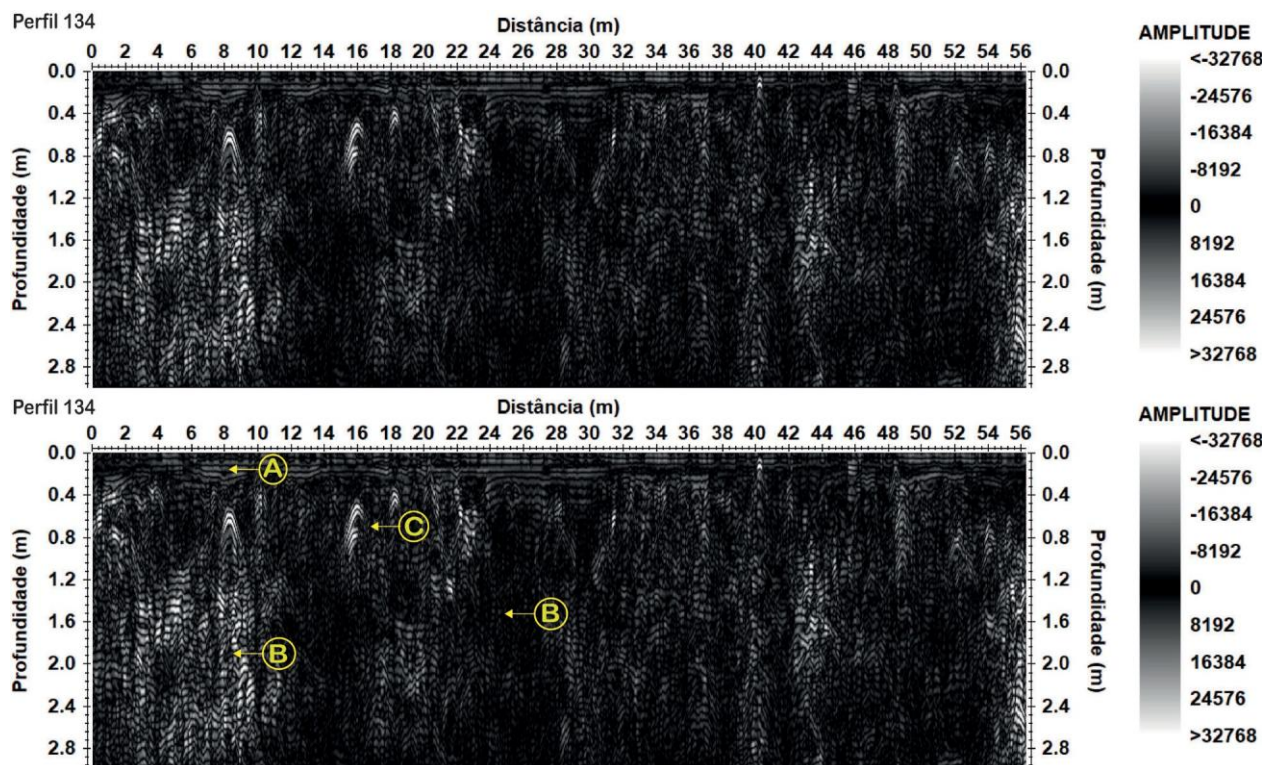 Perfil 134
Distância (m)
AMPLITUDE
0 2 4 6 8 10 12 14 16 18 20 22 24 26 28 30 32 34 36 38 40 42 44 46 48 50 52 54 56
<-32768
0.0 0.0
-24576
0.4 0.4
-16384
0.8 0.8
-8192
1.2 1.2
0
1.6 1.6
8192
2.0 2.0
16384
2.4 2.4
24576
2.8 2.8
>32768
Profundidade (m)
Profundidade (m)
Perfil 134
Distância (m)
AMPLITUDE
0 2 4 6 8 10 12 14 16 18 20 22 24 26 28 30 32 34 36 38 40 42 44 46 48 50 52 54 56
<-32768
0.0 0.0
A
-24576
0.4 0.4
-16384
C
0.8 0.8
-8192
1.2 1.2
0
B
1.6 1.6
8192
B
2.0 2.0
16384
2.4 2.4
24576
2.8 2.8
>32768
Profundidade (m)
Profundidade (m)